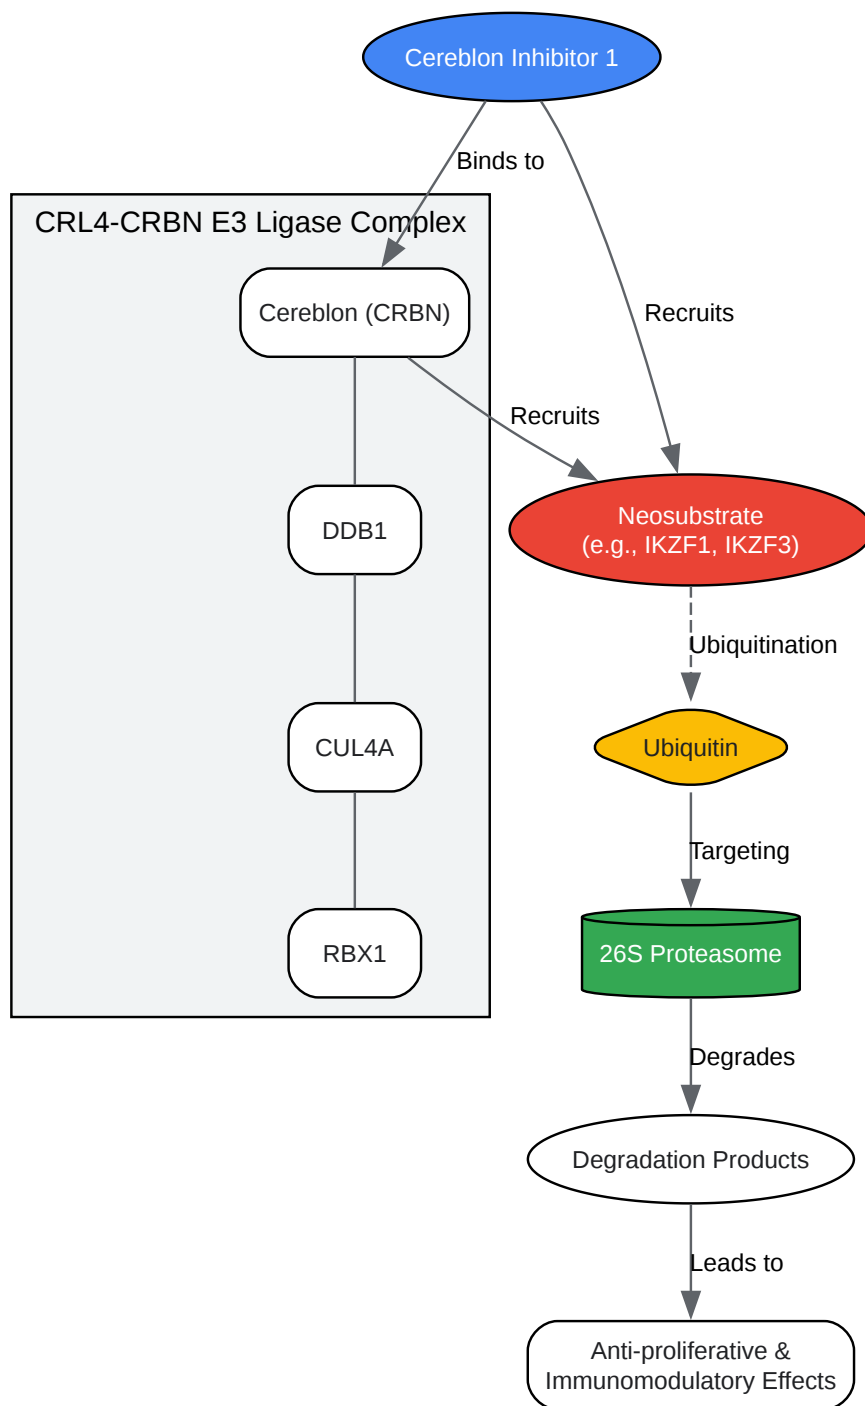 Cereblon Inhibitor 1
Binds to
CRL4-CRBN E3 Ligase Complex
Cereblon (CRBN)
Recruits
Recruits
Neosubstrate
(e.g., IKZF1, IKZF3)
DDB1
Ubiquitination
CUL4A
Ubiquitin
Targeting
RBX1
26S Proteasome
Degrades
Degradation Products
Leads to
Anti-proliferative &
Immunomodulatory Effects